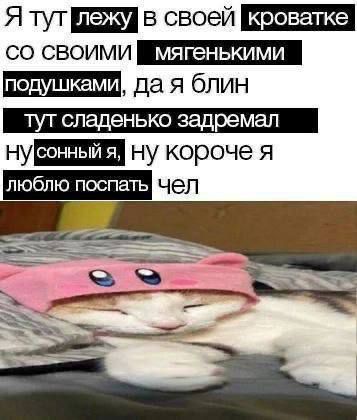 Я тут лежу в своей кроватке
со своими мягенькими
подушками, да я блин
тут сладенько задремал
ну сонный я, ну короче я
люблю поспать чел